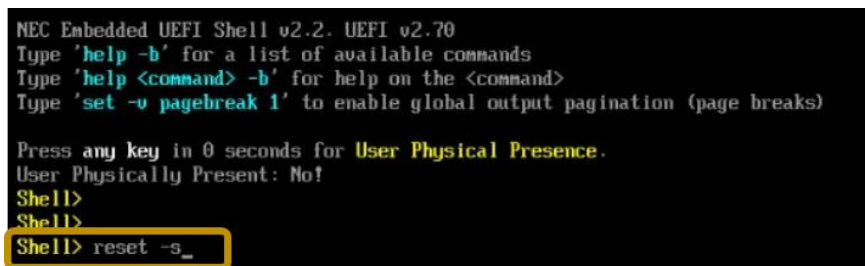 NEC Embedded UEFI Shell v2.2. UEFI v2.70
Type 'help -b' for a list of available commands
Type 'help <command> -b' for help on the <command>
Type 'set -v pagebreak 1' to enable global output pagination (page breaks)
Press any key in 0 seconds for User Physical Presence.
User Physically Present: No!
Shell>
Shell>
Shell> reset -s_